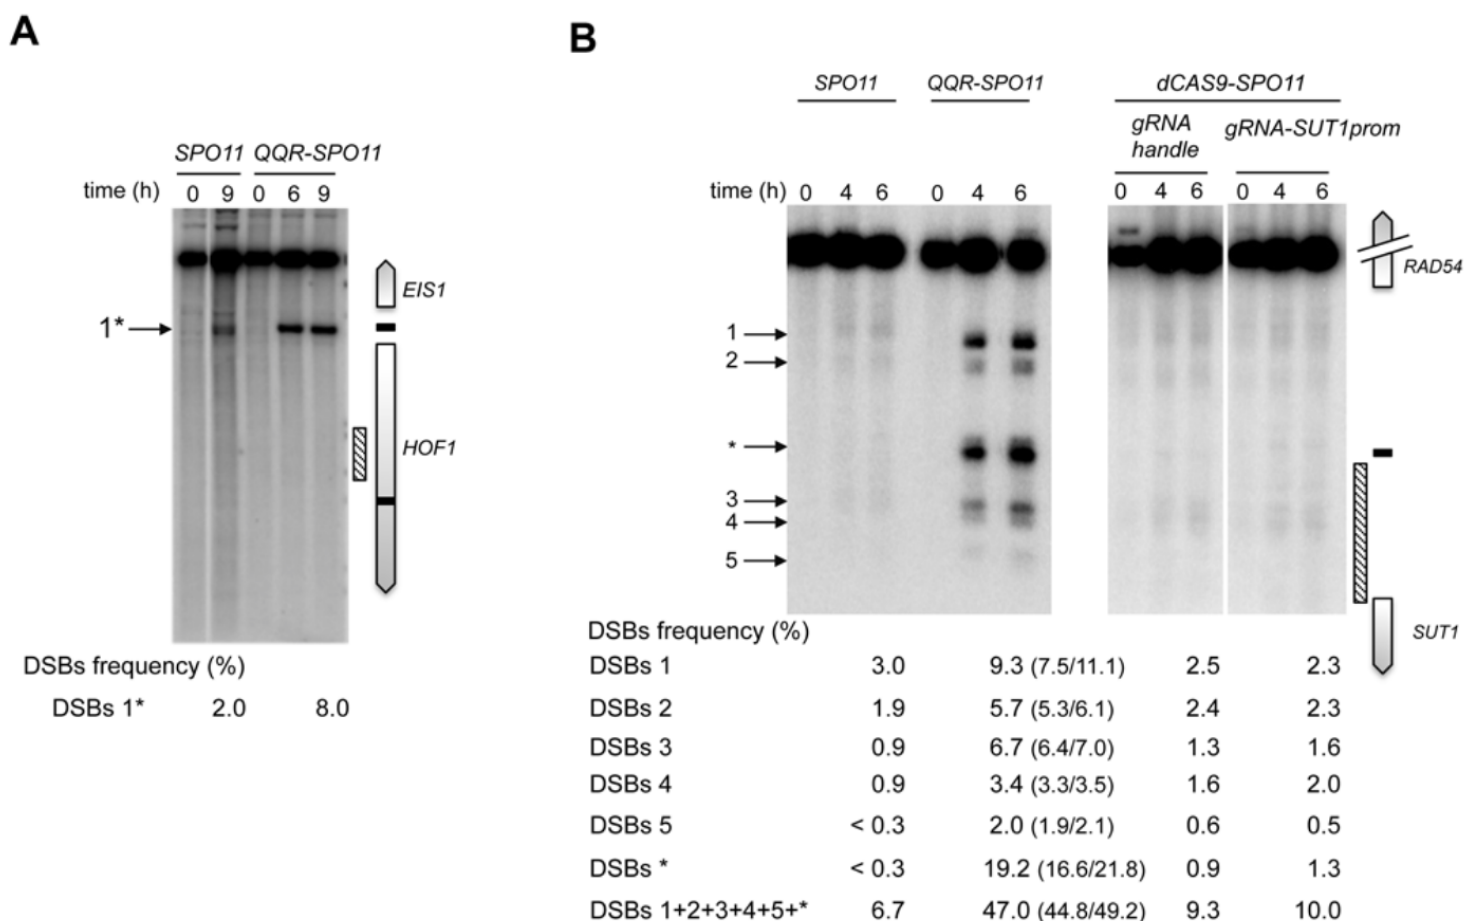 A
SPO11 QQR-SPO11
time (h) 0 9 0 6 9
EIS1
1*
HOF1
DSBs frequency (%)
DSBs 1* 2.0 8.0
B
SPO11 QQR-SPO11 dCAS9-SPO11
gRNA handle gRNA-SUT1prom
time (h) 0 4 6 0 4 6 0 4 6 0 4 6
RAD54
1
2
*
3
4
5
SUT1
DSBs frequency (%)
DSBs 1 3.0 9.3 (7.5/11.1) 2.5 2.3
DSBs 2 1.9 5.7 (5.3/6.1) 2.4 2.3
DSBs 3 0.9 6.7 (6.4/7.0) 1.3 1.6
DSBs 4 0.9 3.4 (3.3/3.5) 1.6 2.0
DSBs 5 < 0.3 2.0 (1.9/2.1) 0.6 0.5
DSBs * < 0.3 19.2 (16.6/21.8) 0.9 1.3
DSBs 1+2+3+4+5+* 6.7 47.0 (44.8/49.2) 9.3 10.0